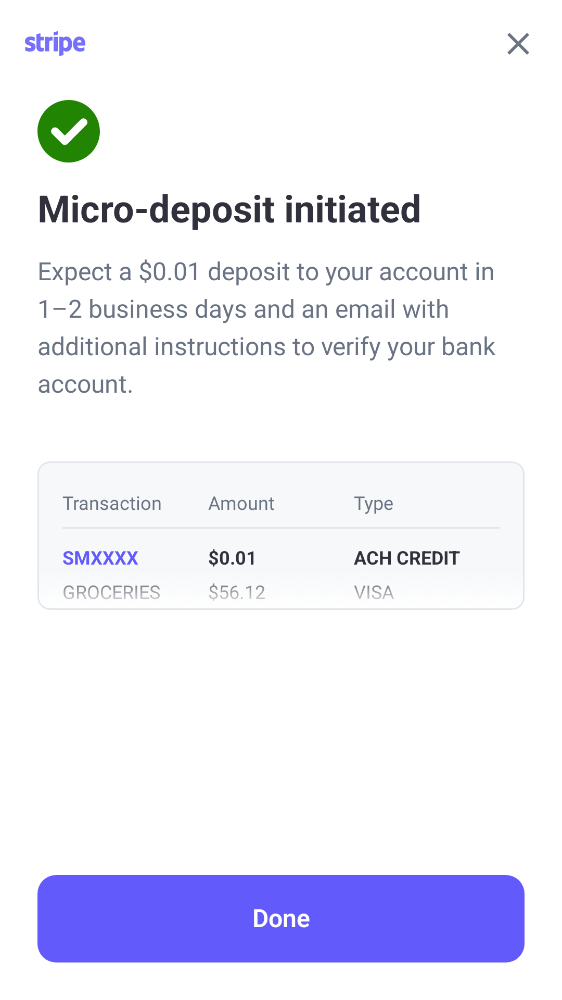 stripe
Micro-deposit initiated
Expect a $0.01 deposit to your account in
1–2 business days and an email with
additional instructions to verify your bank
account.
Transaction Amount Type
SMXXXX $0.01 ACH CREDIT
GROCERIES $56.12 VISA
Done